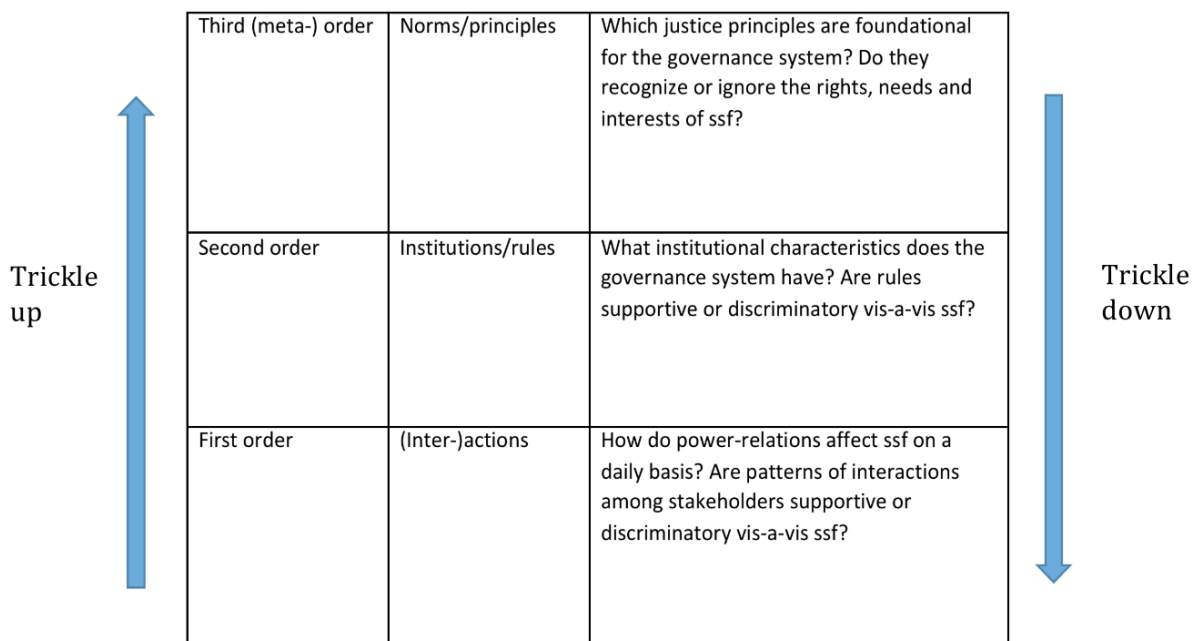 Third (meta-) order
Norms/principles
Which justice principles are foundational
for the governance system? Do they
recognize or ignore the rights, needs and
interests of ssf?
Second order
Institutions/rules
What institutional characteristics does the
governance system have? Are rules
supportive or discriminatory vis-a-vis ssf?
First order
(Inter-)actions
How do power-relations affect ssf on a
daily basis? Are patterns of interactions
among stakeholders supportive or
discriminatory vis-a-vis ssf?
Trickle
up
Trickle
down